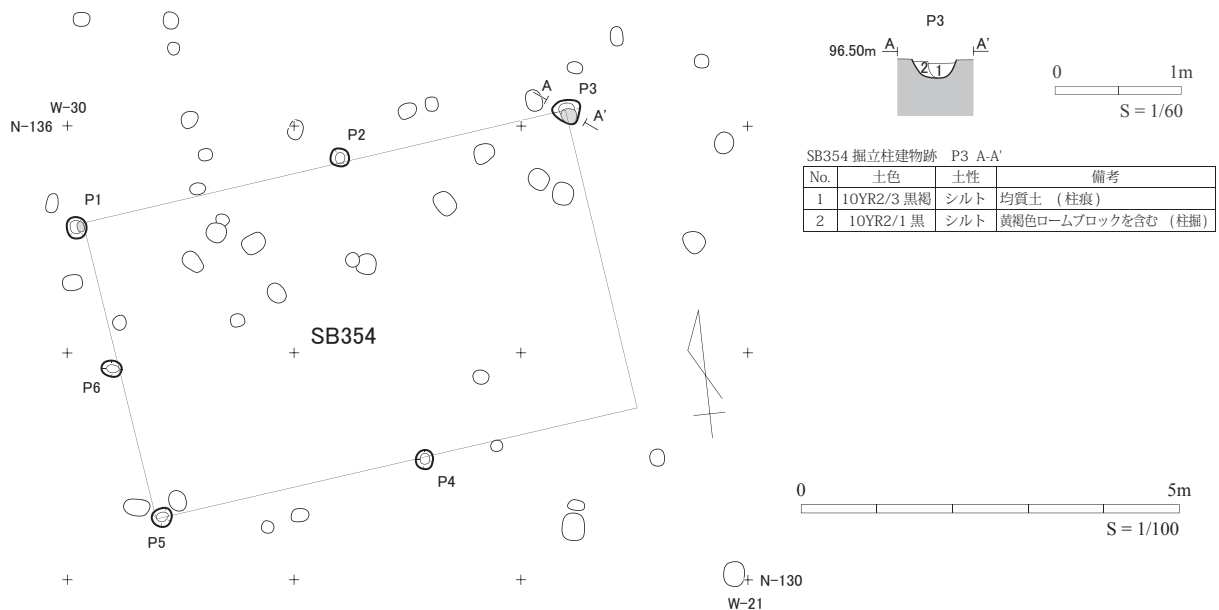 P3
A A'
96.50m
2 1
0 1m
S = 1/60
SB354 掘立柱建物跡 P3 A-A'
No. 土色 土性 備考
1 10YR2/3 黒褐 シルト 均質土 (柱痕)
2 10YR2/1 黒 シルト 黄褐色ロームブロックを含む (柱掘)
W-30
N-136
A
P3
A'
P2
P1
SB354
P6
P4
P5
0 5m
S = 1/100
N-130
W-21